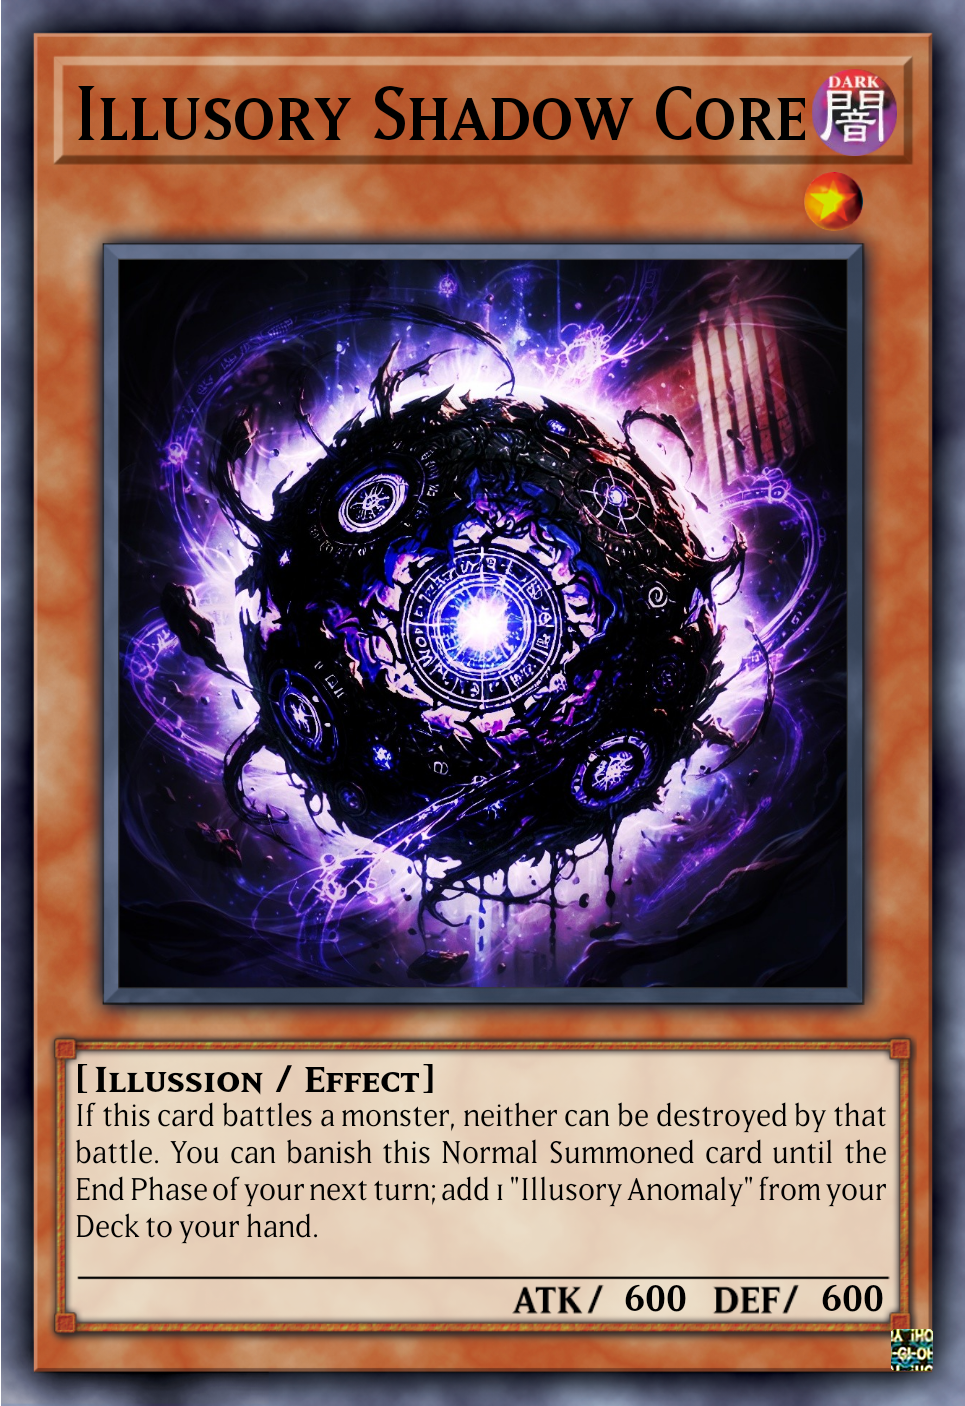 Illusory Shadow Core
DARK
闇
[Illussion / Effect]
If this card battles a monster, neither can be destroyed by that
battle. You can banish this Normal Summoned card until the
End Phase of your next turn; add 1 "Illusory Anomaly" from your
Deck to your hand.
ATK/ 600 DEF/ 600